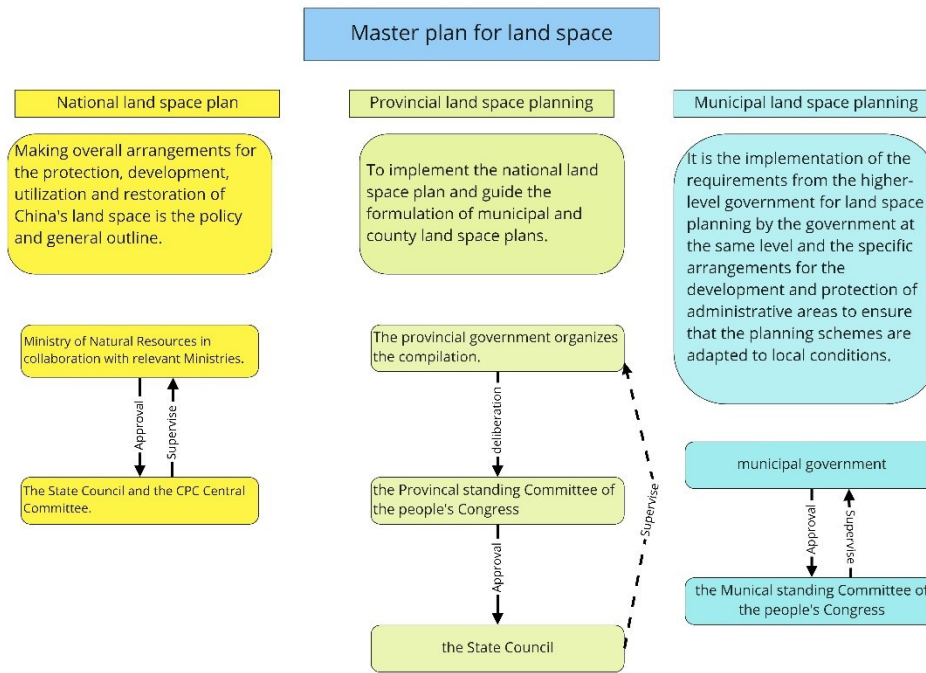 Master plan for land space
National land space plan
Making overall arrangements for
the protection, development,
utilization and restoration of
China's land space is the policy
and general outline.
Ministry of Natural Resources in
collaboration with relevant Ministries.
Approval
Supervise
The State Council and the CPC Central
Committee.
Provincial land space planning
To implement the national land
space plan and guide the
formulation of municipal and
county land space plans.
The provincial government organizes
the compilation.
deliberation
the Provincal standing Committee of
the people's Congress
Approval
Supervise
the State Council
Municipal land space planning
It is the implementation of the
requirements from the higher-
level government for land space
planning by the government at
the same level and the specific
arrangements for the
development and protection of
administrative areas to ensure
that the planning schemes are
adapted to local conditions.
municipal government
Approval
Supervise
the Munical standing Committee of
the people's Congress